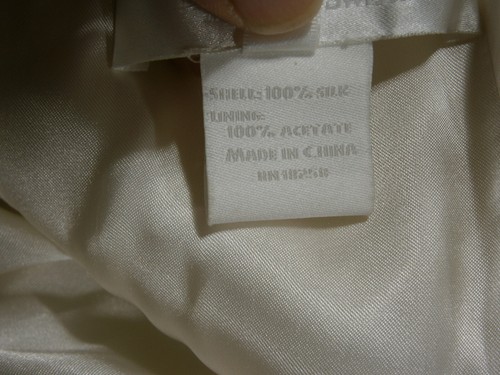 SHELL: 100% SILK
LINING:
100% ACETATE
MADE IN CHINA